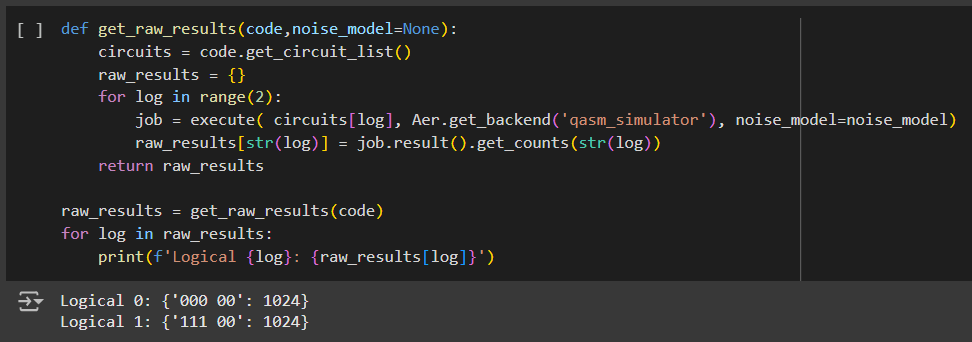 [ ] def get_raw_results(code,noise_model=None):
circuits = code.get_circuit_list()
raw_results = {}
for log in range(2):
job = execute( circuits[log], Aer.get_backend('qasm_simulator'), noise_model=noise_model)
raw_results[str(log)] = job.result().get_counts(str(log))
return raw_results
raw_results = get_raw_results(code)
for log in raw_results:
print(f'Logical {log}: {raw_results[log]}')
Logical 0: {'000 00': 1024}
Logical 1: {'111 00': 1024}